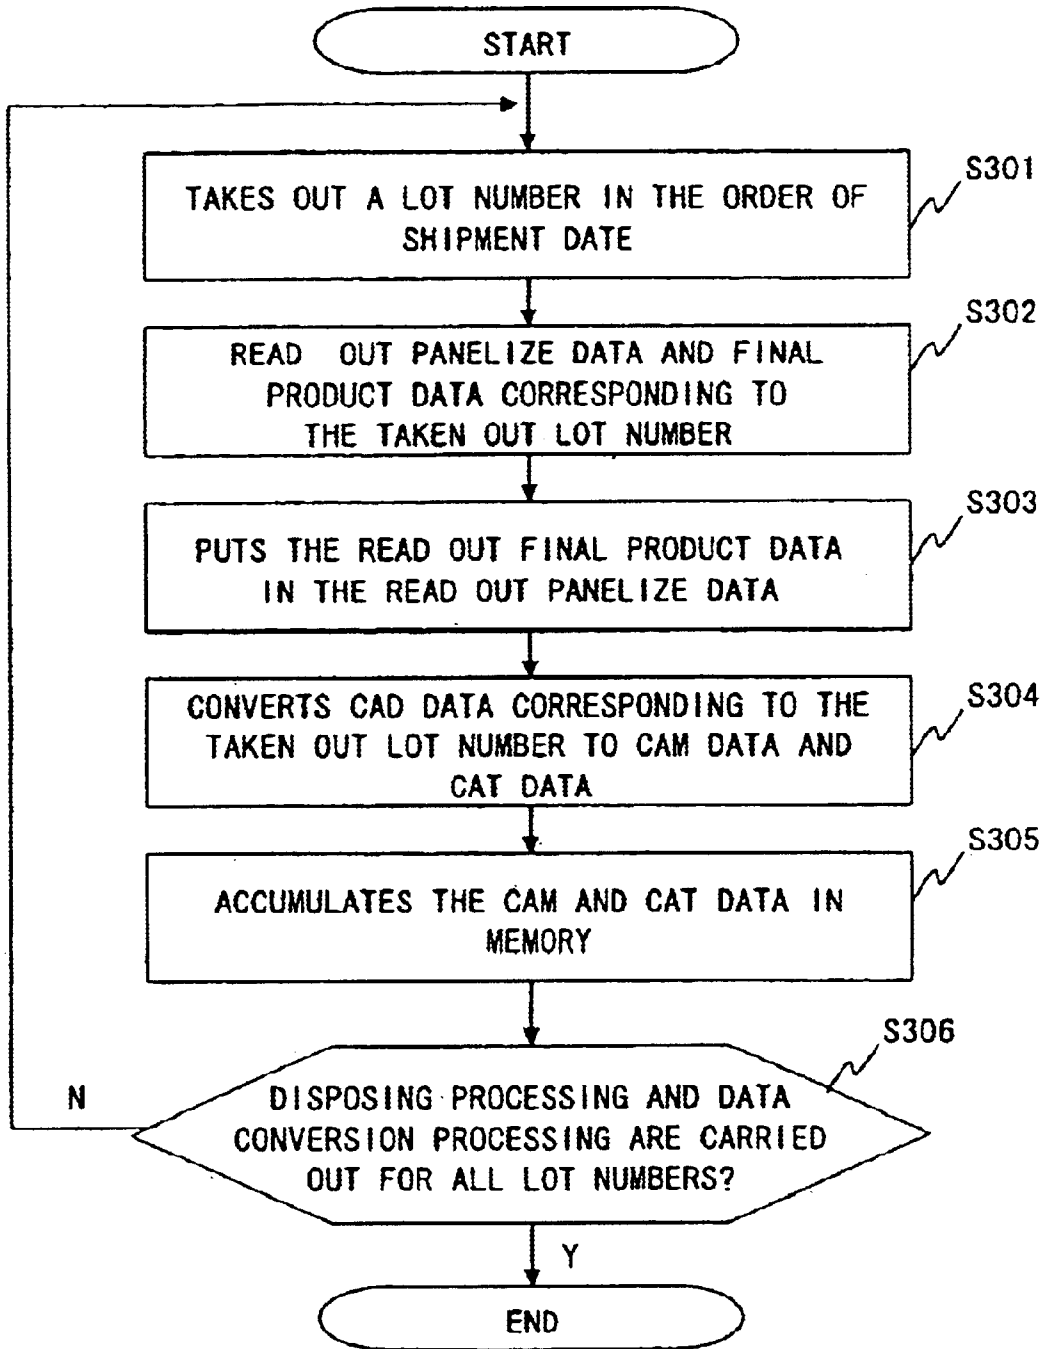 START
TAKES OUT A LOT NUMBER IN THE ORDER OF
SHIPMENT DATE
S301
READ OUT PANELIZE DATA AND FINAL
PRODUCT DATA CORRESPONDING TO
THE TAKEN OUT LOT NUMBER
S302
PUTS THE READ OUT FINAL PRODUCT DATA
IN THE READ OUT PANELIZE DATA
S303
CONVERTS CAD DATA CORRESPONDING TO THE
TAKEN OUT LOT NUMBER TO CAM DATA AND
CAT DATA
S304
ACCUMULATES THE CAM AND CAT DATA IN
MEMORY
S305
DISPOSING PROCESSING AND DATA
CONVERSION PROCESSING ARE CARRIED
OUT FOR ALL LOT NUMBERS?
S306
N
Y
END